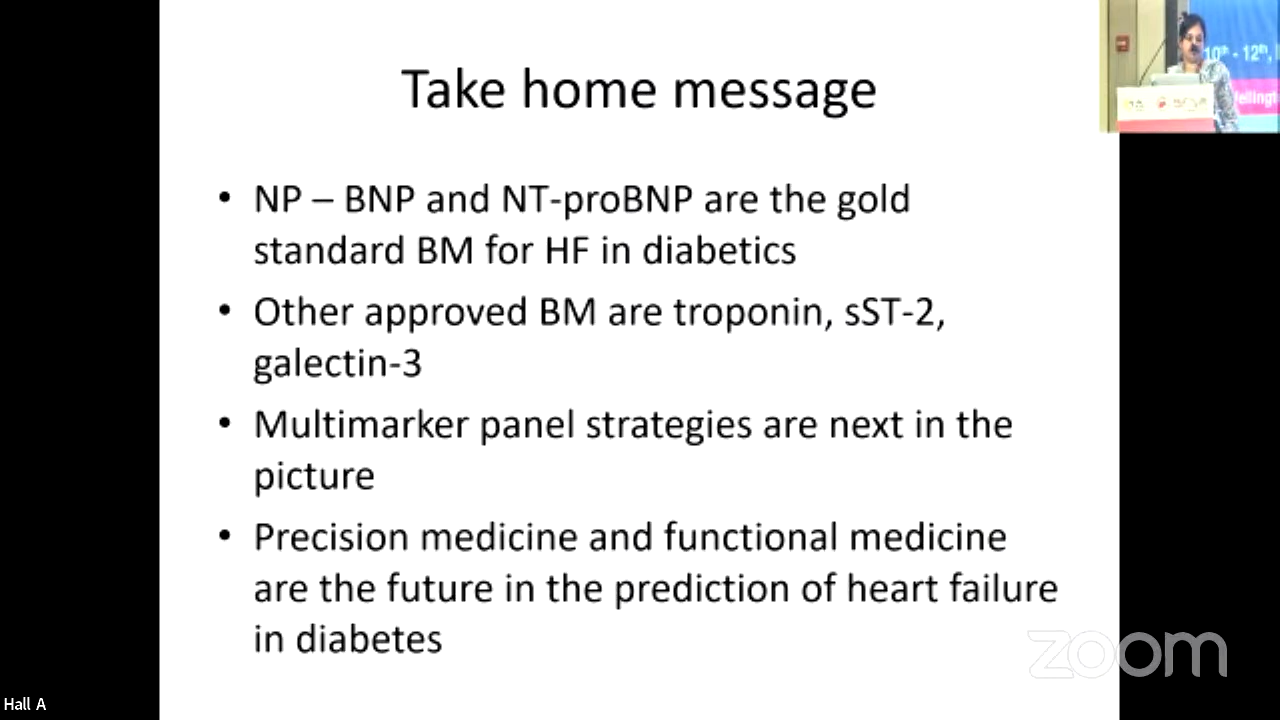 Take home message
10th - 12th,
• NP – BNP and NT-proBNP are the gold
standard BM for HF in diabetics
• Other approved BM are troponin, sST-2,
galectin-3
• Multimarker panel strategies are next in the
picture
• Precision medicine and functional medicine
are the future in the prediction of heart failure
in diabetes
zoom
Hall A